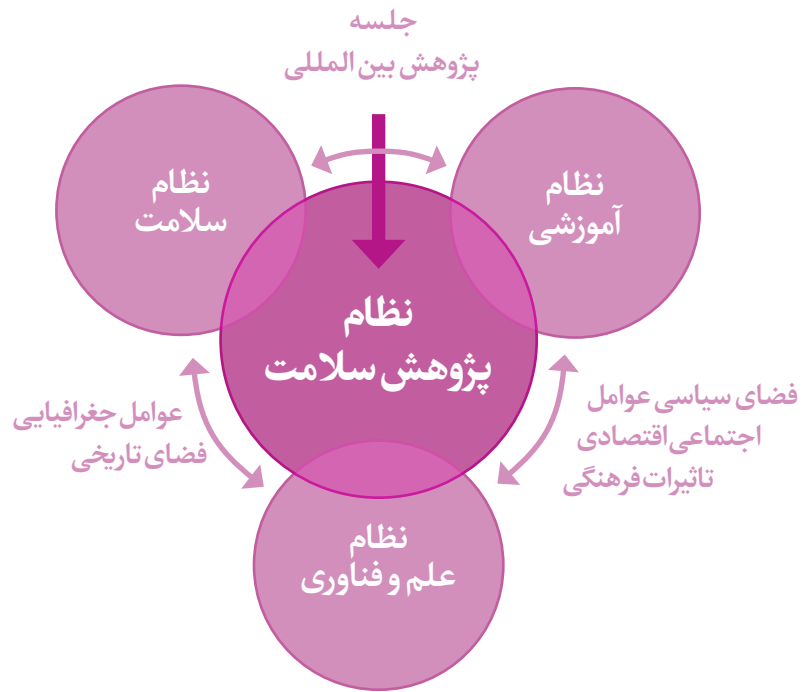 جلسه
پژوهش بین المللی
نظام
آموزشی
نظام
سلامت
نظام
پژوهش سلامت
فضای سیاسی عوامل
اجتماعی اقتصادی
تاثیرات فرهنگی
عوامل جغرافیایی
فضای تاریخی
نظام
علم و فناوری